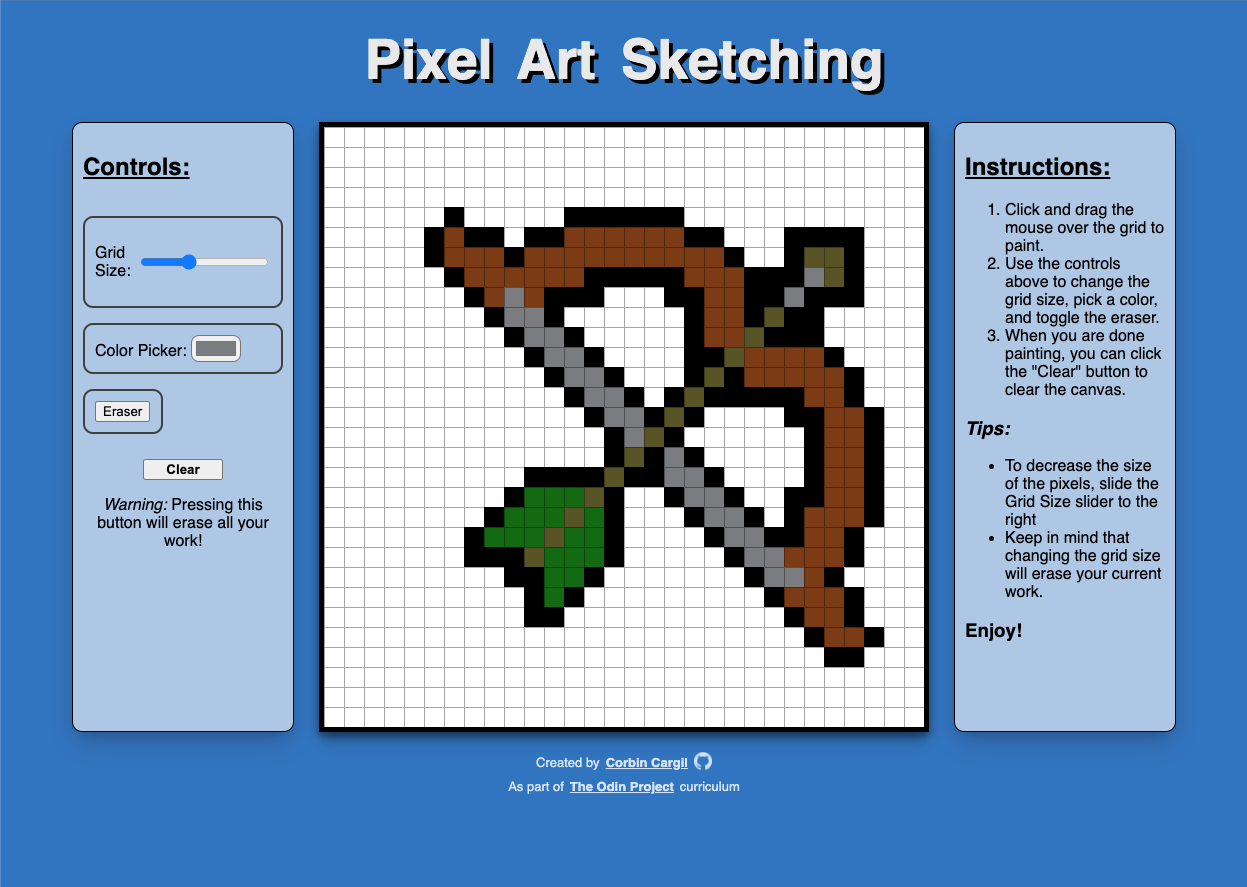 Pixel Art Sketching
Controls:
Grid
Size:
Color Picker:
Eraser
Clear
Warning: Pressing this
button will erase all your
work!
Instructions:
1. Click and drag the
mouse over the grid to
paint.
2. Use the controls
above to change the
grid size, pick a color,
and toggle the eraser.
3. When you are done
painting, you can click
the "Clear" button to
clear the canvas.
Tips:
• To decrease the size
of the pixels, slide the
Grid Size slider to the
right
• Keep in mind that
changing the grid size
will erase your current
work.
Enjoy!
Created by Corbin Cargil
As part of The Odin Project curriculum